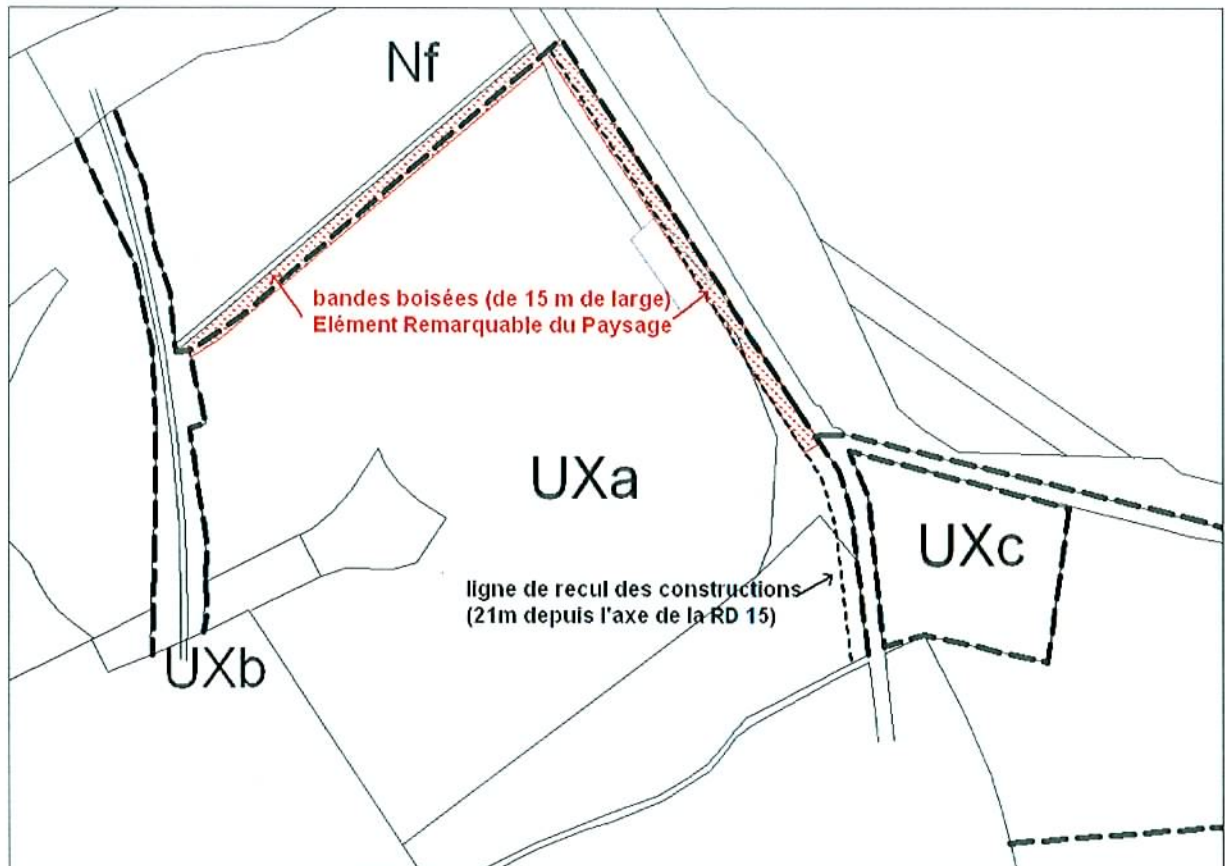 Nf
bandes boisées (de 15 m de large)
Elément Remarquable du Paysage
UXa
UXc
ligne de recul des constructions
(21m depuis l'axe de la RD 15)
UXb